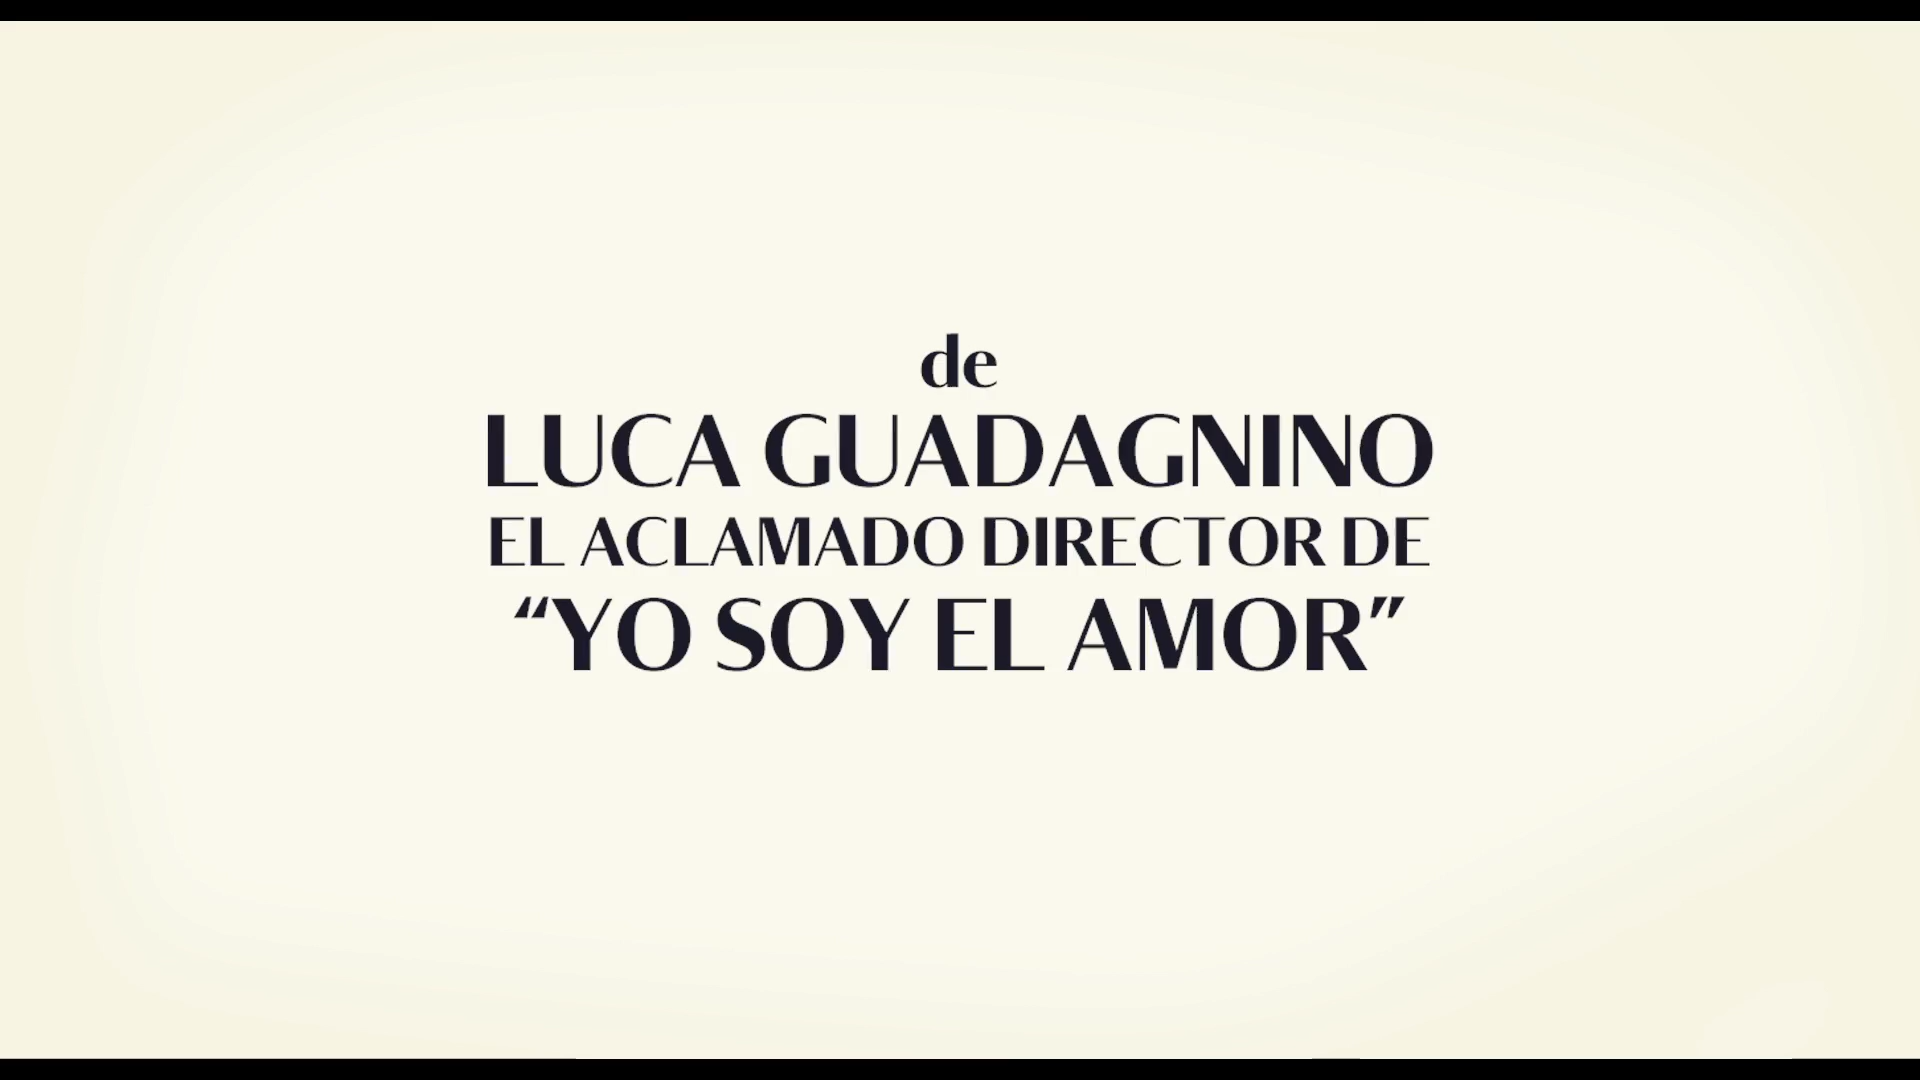 de
LUCA GUADAGNINO
EL ACLAMADO DIRECTOR DE
“YO SOY EL AMOR”